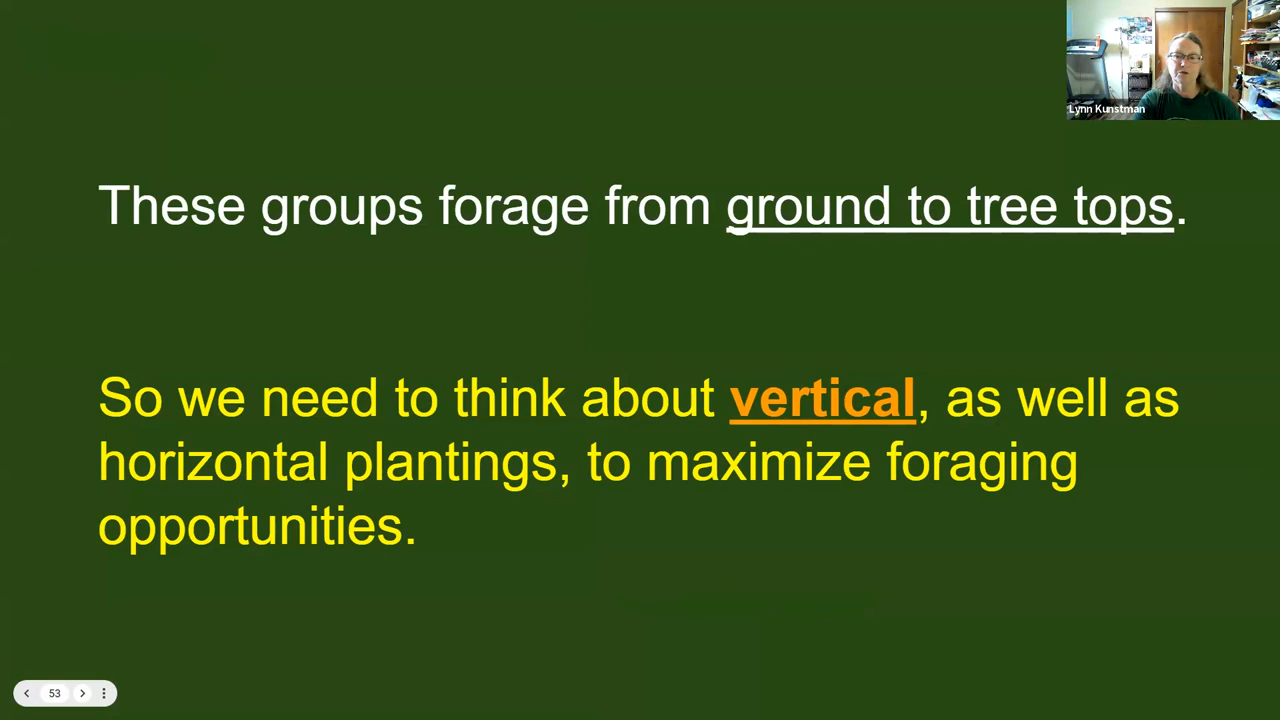 Lynn Kunstman
These groups forage from ground to tree tops.
So we need to think about vertical, as well as
horizontal plantings, to maximize foraging
opportunities.
53